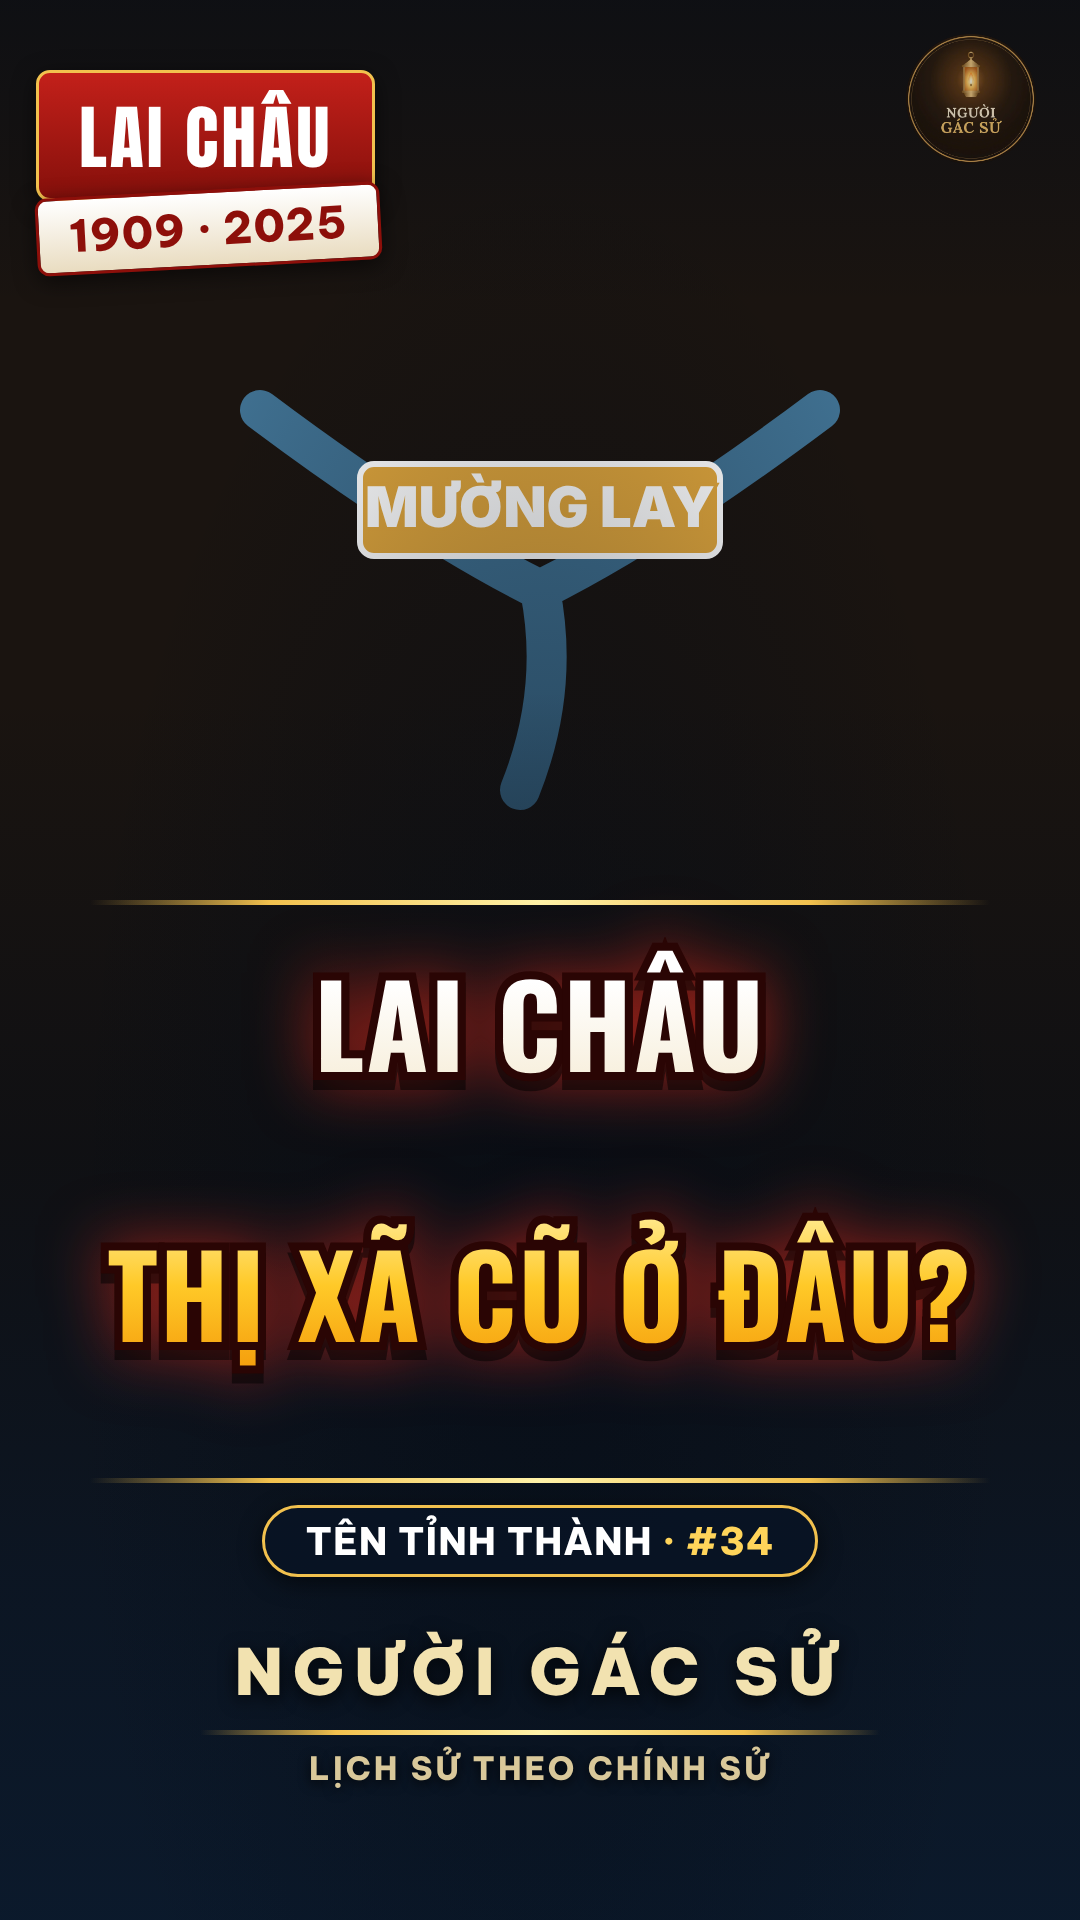 LAI CHÂU
1909 · 2025
NGƯỜI
GÁC SỬ
MƯỜNG LAY
LAI CHÂU
THỊ XÃ CŨ Ở ĐÂU?
TÊN TỈNH THÀNH · #34
NGƯỜI GÁC SỬ
LỊCH SỬ THEO CHÍNH SỬ